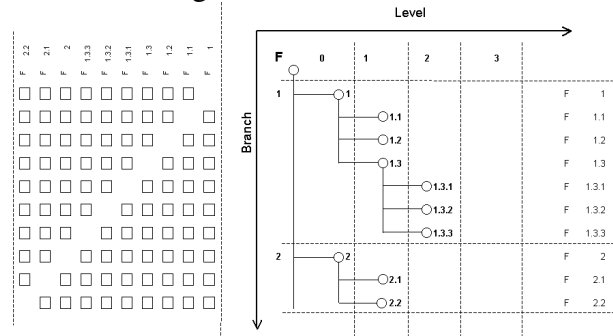 Level
F 2.2
F 2.1
F 2
F 1.3.3
F 1.3.2
F 1.3.1
F 1.3
F 1.2
F 1.1
F 1
F 0 1 2 3
Branch
1 1 F 1
1.1 F 1.1
1.2 F 1.2
1.3 F 1.3
1.3.1 F 1.3.1
1.3.2 F 1.3.2
1.3.3 F 1.3.3
2 2 F 2
2.1 F 2.1
2.2 F 2.2